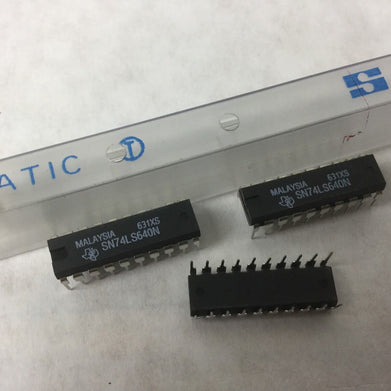 ATIC T S
MALAYSIA 631XS
SN74LS640N
MALAYSIA 631XS
SN74LS640N